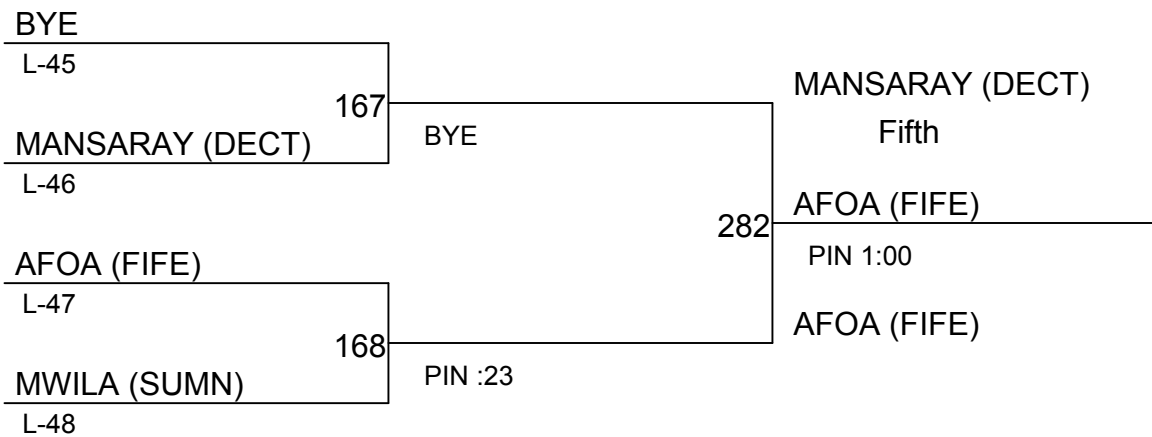 BYE
L-45
167
MANSARAY (DECT)
L-46
BYE
AFOA (FIFE)
L-47
168
MWILA (SUMN)
L-48
PIN :23
MANSARAY (DECT)
Fifth
282
AFOA (FIFE)
PIN 1:00
AFOA (FIFE)